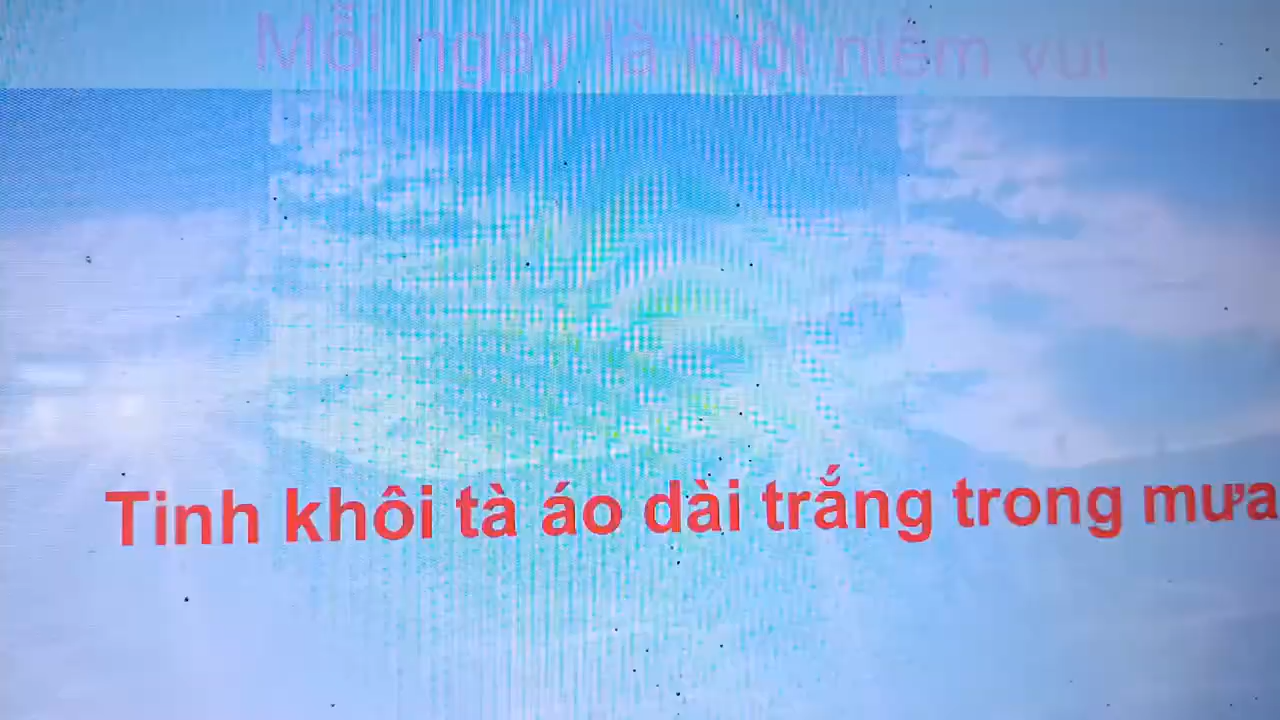 Mỗi ngày là một niềm vui
Tinh khôi tà áo dài trắng trong mưa